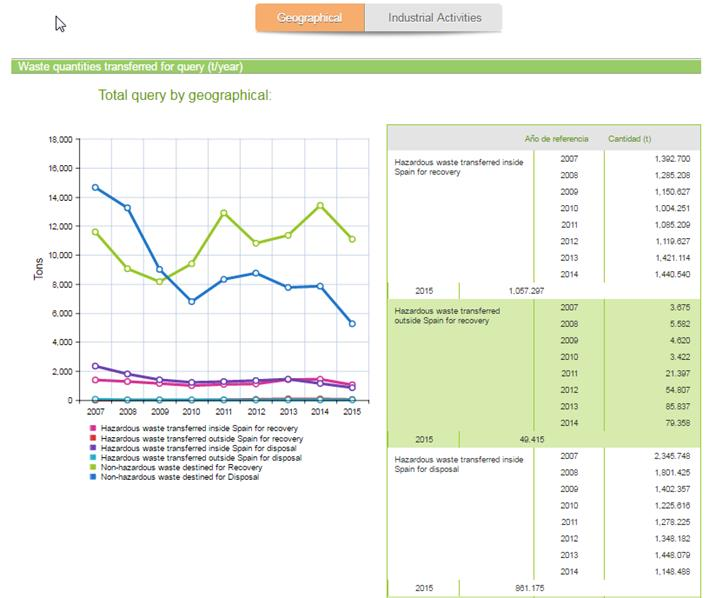 Geographical
Industrial Activities
Waste quantities transferred for query (t/year)
Total query by geographical:
18,000
16,000
14,000
12,000
10,000
8,000
6,000
4,000
2,000
0
Tons
2007 2008 2009 2010 2011 2012 2013 2014 2015
Hazardous waste transferred inside Spain for recovery
Hazardous waste transferred outside Spain for recovery
Hazardous waste transferred inside Spain for disposal
Hazardous waste transferred outside Spain for disposal
Non-hazardous waste destined for Recovery
Non-hazardous waste destined for Disposal
Año de referencia Cantidad (t)
Hazardous waste transferred inside
Spain for recovery
2007 1,392.700
2008 1,285.208
2009 1,150.627
2010 1,004.251
2011 1,085.209
2012 1,119.627
2013 1,421.114
2014 1,440.540
2015 1,057.297
Hazardous waste transferred
outside Spain for recovery
2007 3.675
2008 5.582
2009 4.620
2010 3.422
2011 21.397
2012 54.807
2013 85.837
2014 79.358
2015 49.415
Hazardous waste transferred inside
Spain for disposal
2007 2,345.748
2008 1,801.425
2009 1,402.357
2010 1,225.616
2011 1,278.225
2012 1,348.182
2013 1,448.079
2014 1,148.488
2015 861.175